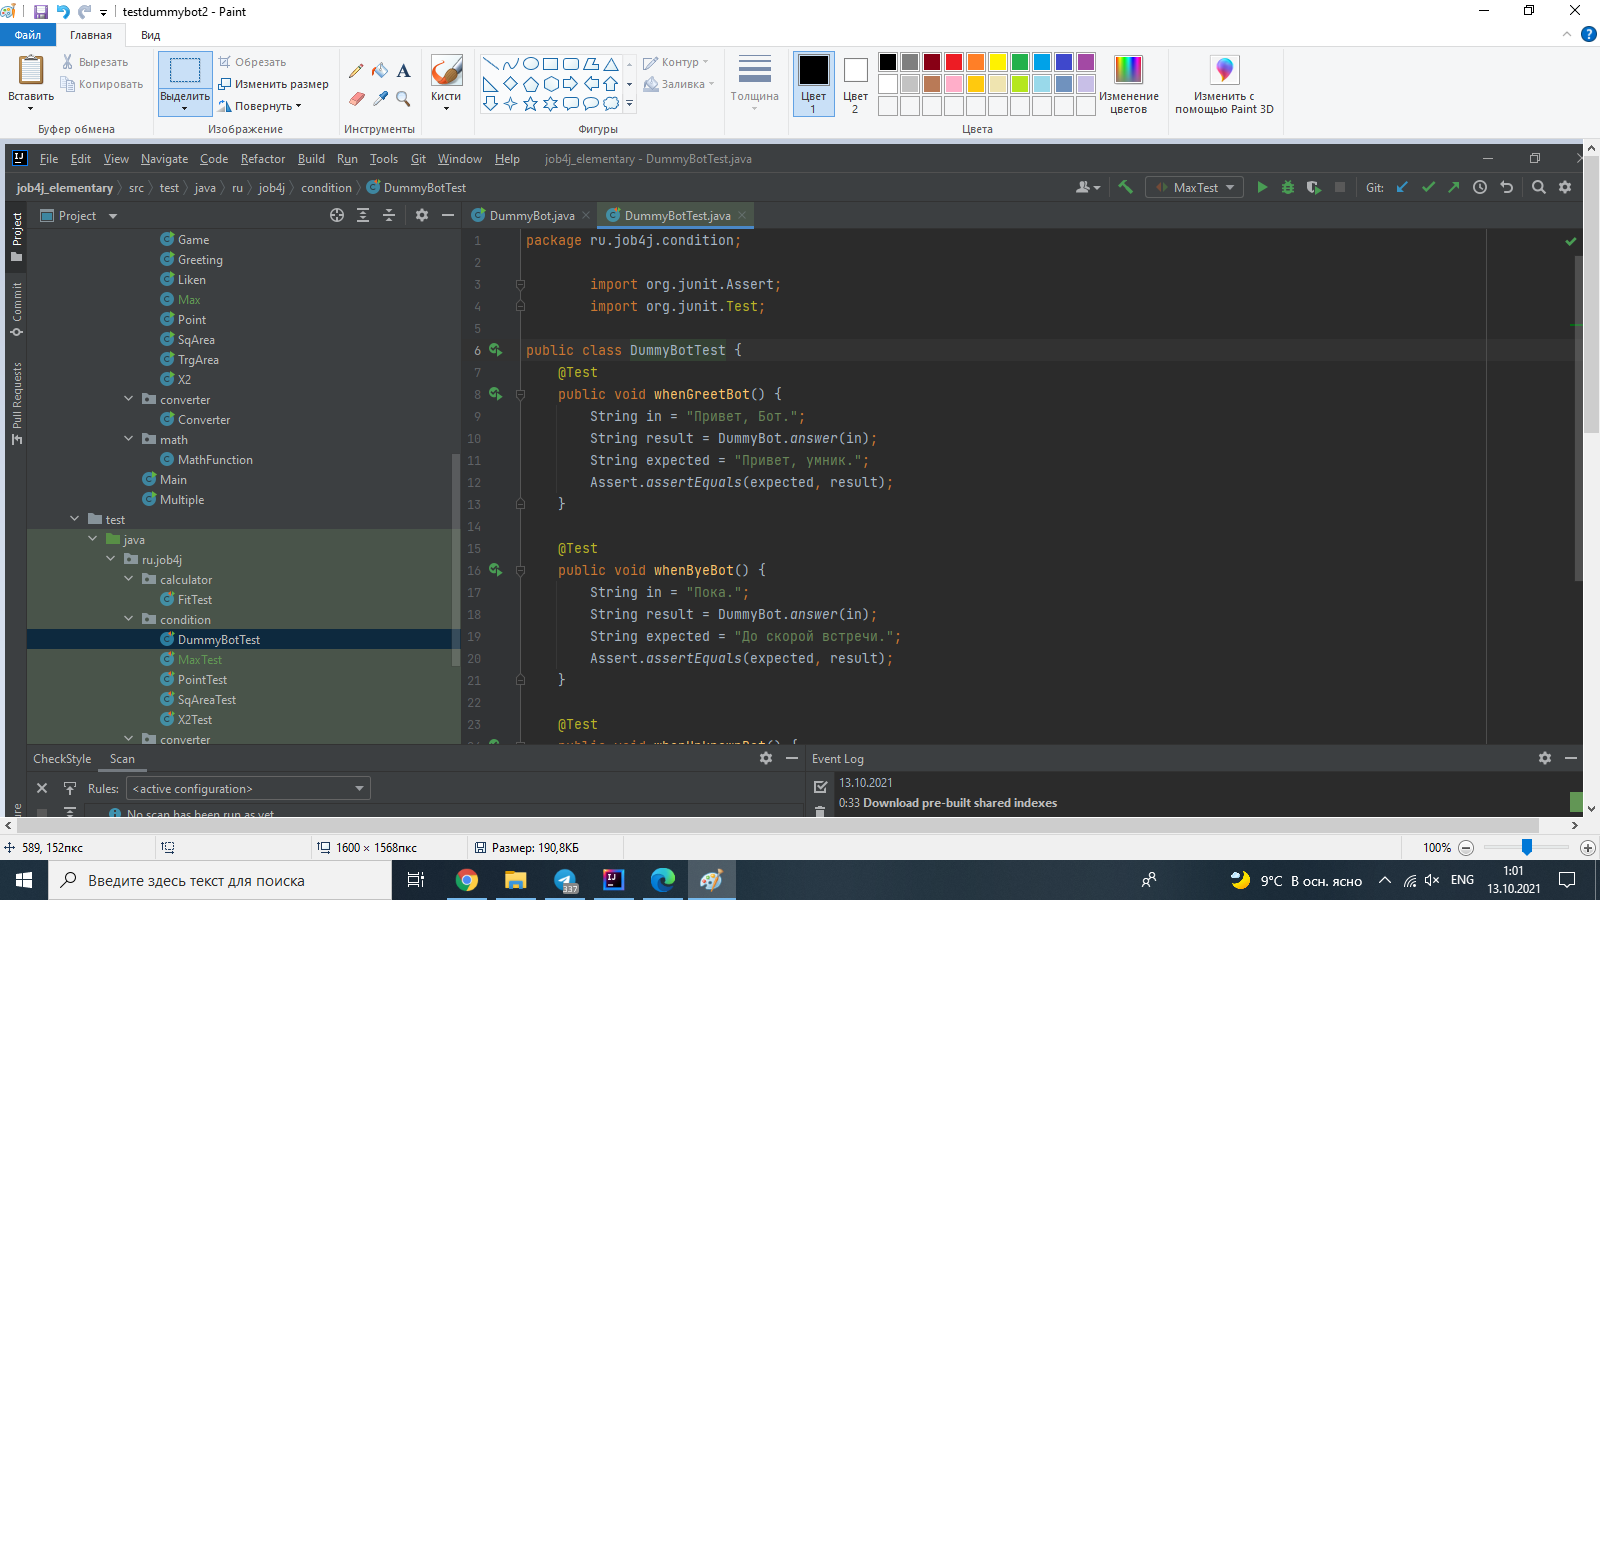 testdummybot2 - Paint
Файл Главная Вид
Вставить
Вырезать
Копировать
Буфер обмена
Выделить
Обрезать
Изменить размер
Повернуть
Изображение
Инструменты
Кисти
Контур
Заливка
Фигуры
Толщина
Цвет 1
Цвет 2
Изменение цветов
Цвета
Изменить с помощью Paint 3D
File Edit View Navigate Code Refactor Build Run Tools Git Window Help job4j_elementary - DummyBotTest.java
job4j_elementary src test java ru job4j condition DummyBotTest
MaxTest
Git:
Project
Commit
Pull Requests
Project
Game
Greeting
Liken
Max
Point
SqArea
TrgArea
X2
converter
Converter
math
MathFunction
Main
Multiple
test
java
ru.job4j
calculator
FitTest
condition
DummyBotTest
MaxTest
PointTest
SqAreaTest
X2Test
converter
DummyBot.java DummyBotTest.java
1 package ru.job4j.condition;
2
3 import org.junit.Assert;
4 import org.junit.Test;
5
6 public class DummyBotTest {
7 @Test
8 public void whenGreetBot() {
9 String in = "Привет, Бот.";
10 String result = DummyBot.answer(in);
11 String expected = "Привет, умник.";
12 Assert.assertEquals(expected, result);
13 }
14
15 @Test
16 public void whenByeBot() {
17 String in = "Пока.";
18 String result = DummyBot.answer(in);
19 String expected = "До скорой встречи.";
20 Assert.assertEquals(expected, result);
21 }
22
23 @Test
public void whenUnknownBot() {
CheckStyle Scan
Rules: <active configuration>
No scan has been run as yet
Event Log
13.10.2021
0:33 Download pre-built shared indexes
589, 152пкс
1600 × 1568пкс
Размер: 190,8КБ
100%
Введите здесь текст для поиска
337
9°C В осн. ясно
ENG
1:01
13.10.2021